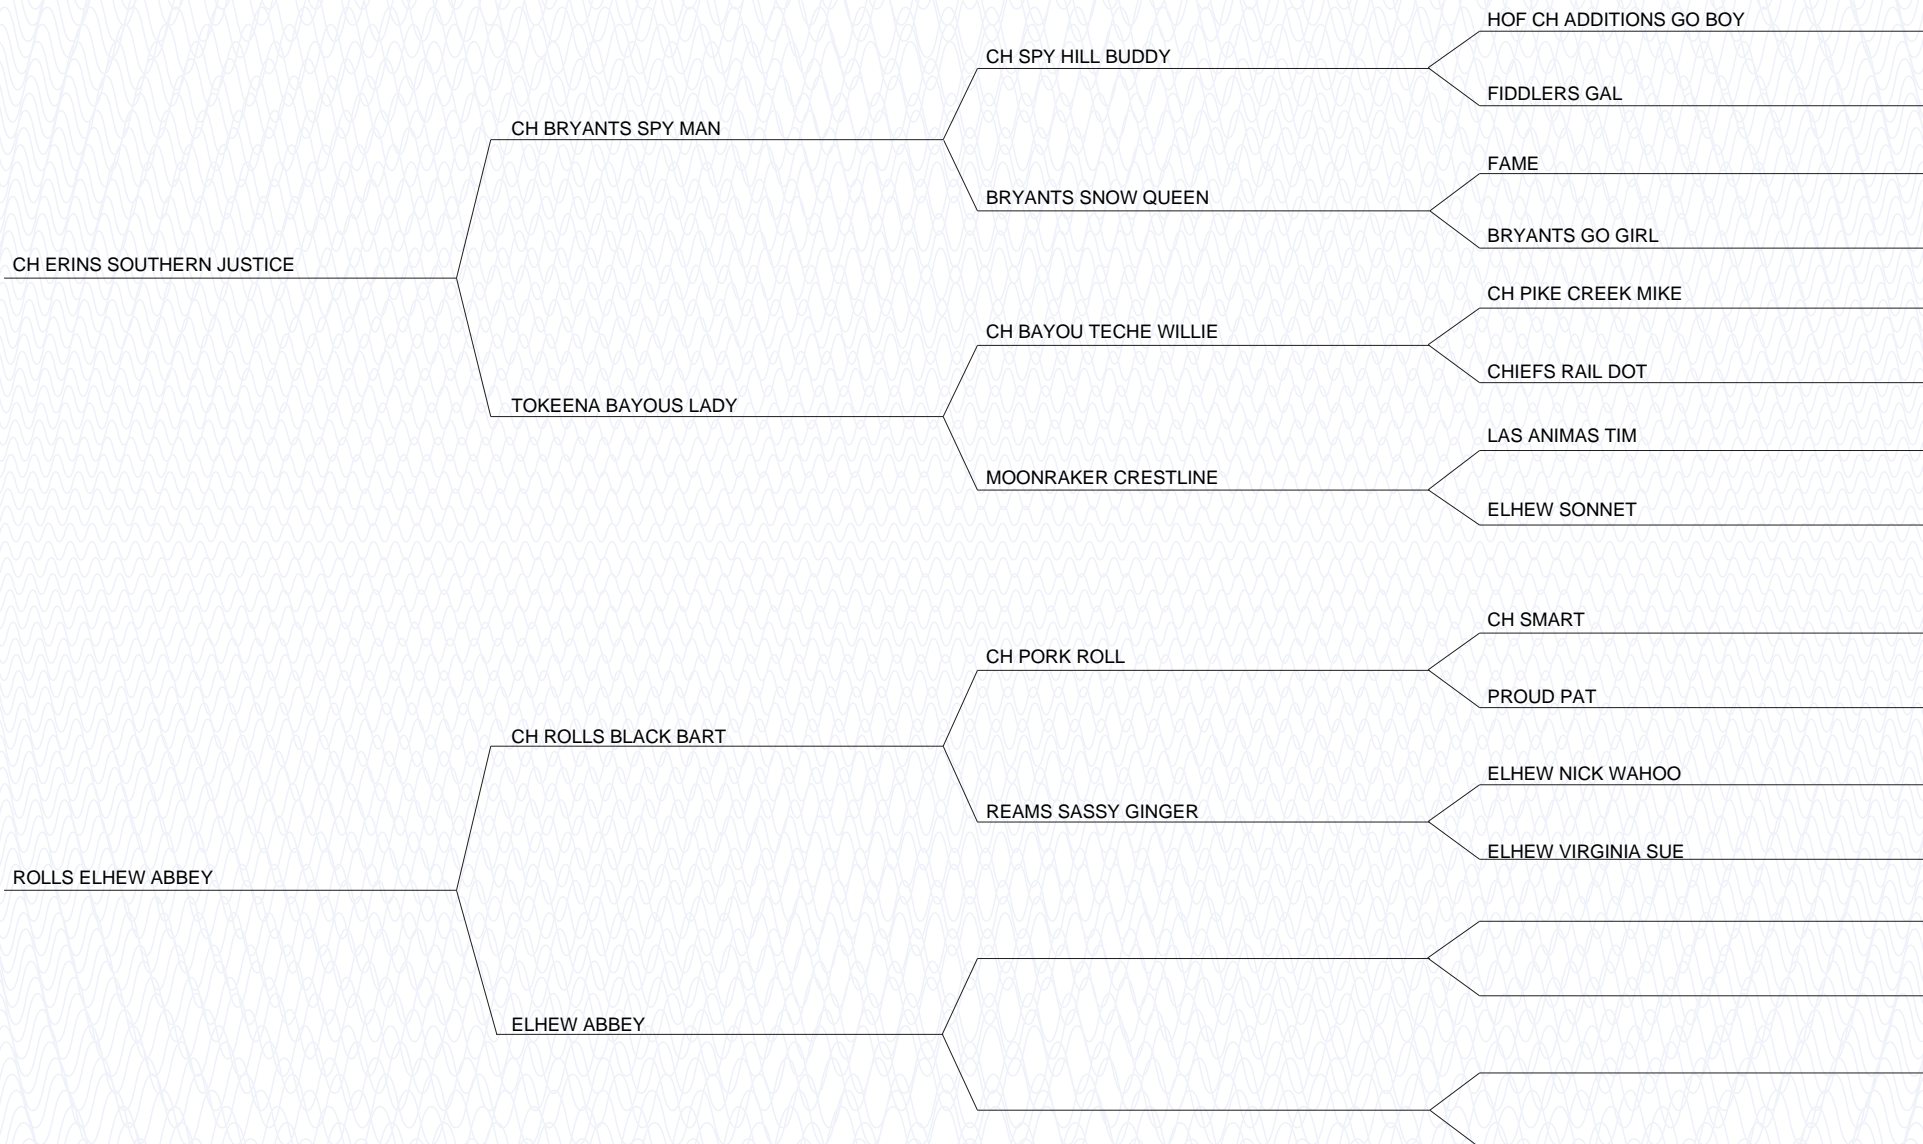 HOF CH ADDITIONS GO BOY
CH SPY HILL BUDDY
FIDDLERS GAL
CH BRYANTS SPY MAN
FAME
BRYANTS SNOW QUEEN
BRYANTS GO GIRL
CH ERINS SOUTHERN JUSTICE
CH PIKE CREEK MIKE
CH BAYOU TECHE WILLIE
CHIEFS RAIL DOT
TOKEENA BAYOUS LADY
LAS ANIMAS TIM
MOONRAKER CRESTLINE
ELHEW SONNET
CH SMART
CH PORK ROLL
PROUD PAT
CH ROLLS BLACK BART
ELHEW NICK WAHOO
REAMS SASSY GINGER
ELHEW VIRGINIA SUE
ROLLS ELHEW ABBEY
ELHEW ABBEY